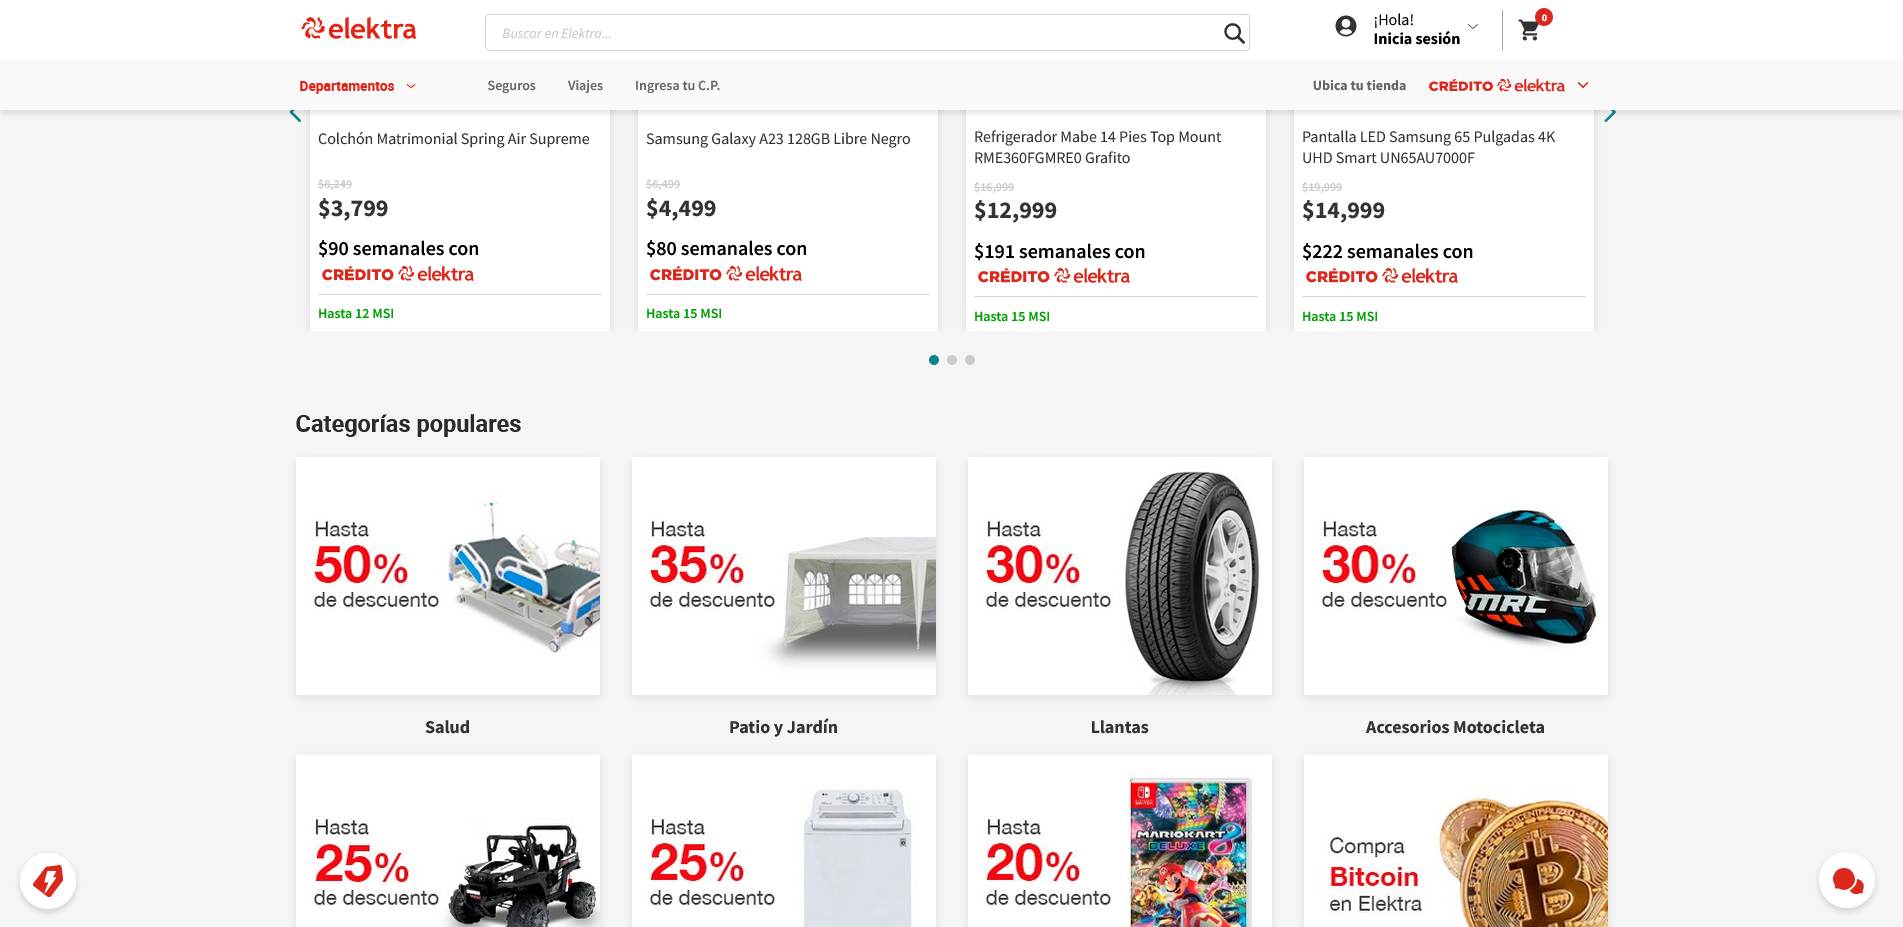 elektra
Buscar en Elektra...
¡Hola!
Inicia sesión
0
Departamentos
Seguros
Viajes
Ingresa tu C.P.
Ubica tu tienda
CRÉDITO elektra
Colchón Matrimonial Spring Air Supreme
$8,249
$3,799
$90 semanales con
CRÉDITO elektra
Hasta 12 MSI
Samsung Galaxy A23 128GB Libre Negro
$6,499
$4,499
$80 semanales con
CRÉDITO elektra
Hasta 15 MSI
Refrigerador Mabe 14 Pies Top Mount
RME360FGMRE0 Grafito
$16,999
$12,999
$191 semanales con
CRÉDITO elektra
Hasta 15 MSI
Pantalla LED Samsung 65 Pulgadas 4K
UHD Smart UN65AU7000F
$19,999
$14,999
$222 semanales con
CRÉDITO elektra
Hasta 15 MSI
Categorías populares
Hasta
50%
de descuento
Salud
Hasta
35%
de descuento
Patio y Jardín
Hasta
30%
de descuento
Llantas
Hasta
30%
de descuento
MRC
Accesorios Motocicleta
Hasta
25%
de descuento
Hasta
25%
de descuento
Hasta
20%
de descuento
MARIOKART 8
DELUXE
Compra
Bitcoin
en Elektra